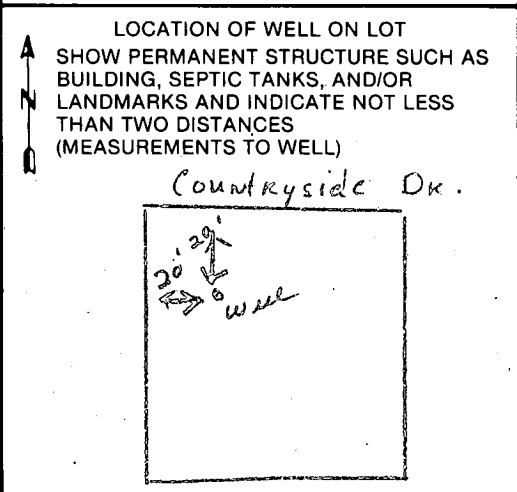 LOCATION OF WELL ON LOT
SHOW PERMANENT STRUCTURE SUCH AS
BUILDING, SEPTIC TANKS, AND/OR
N LANDMARKS AND INDICATE NOT LESS
THAN TWO DISTANCES
(MEASUREMENTS TO WELL)
Countryside Dr.
20'
20'
Well